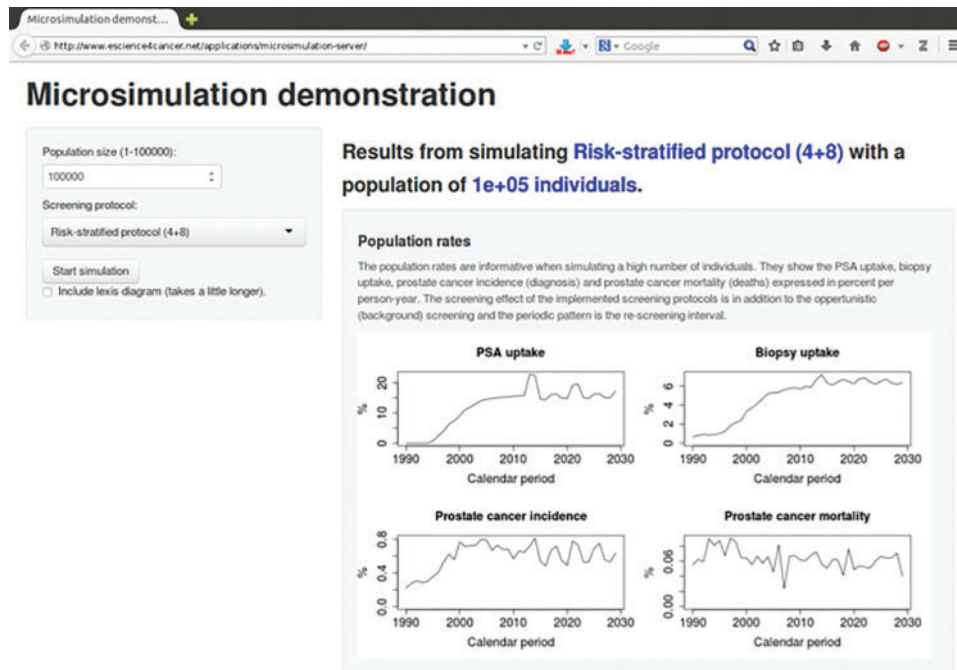 Microsimulation demonst...
http://www.escience4cancer.net/applications/microsimulation-server/
Google
Microsimulation demonstration
Population size (1-100000):
100000
Screening protocol:
Risk-stratified protocol (4+8)
Start simulation
Include lexis diagram (takes a little longer).
Results from simulating Risk-stratified protocol (4+8) with a
population of 1e+05 individuals.
Population rates
The population rates are informative when simulating a high number of individuals. They show the PSA uptake, biopsy
uptake, prostate cancer incidence (diagnosis) and prostate cancer mortality (deaths) expressed in percent per
person-year. The screening effect of the implemented screening protocols is in addition to the opportunistic
(background) screening and the periodic pattern is the re-screening interval.
PSA uptake
%
0 10 20
1990 2000 2010 2020 2030
Calendar period
Biopsy uptake
%
0 2 4 6
1990 2000 2010 2020 2030
Calendar period
Prostate cancer incidence
%
0.0 0.4 0.8
1990 2000 2010 2020 2030
Calendar period
Prostate cancer mortality
%
0.00 0.06
1990 2000 2010 2020 2030
Calendar period